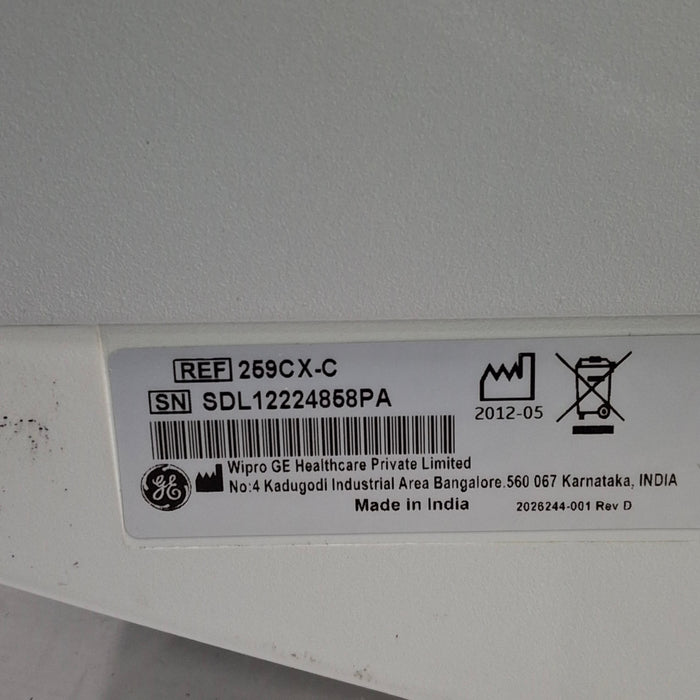 REF 259CX-C
SN SDL12224858PA
2012-05
GE
Wipro GE Healthcare Private Limited
No:4 Kadugodi Industrial Area Bangalore.560 067 Karnataka, INDIA
Made in India
2026244-001 Rev D